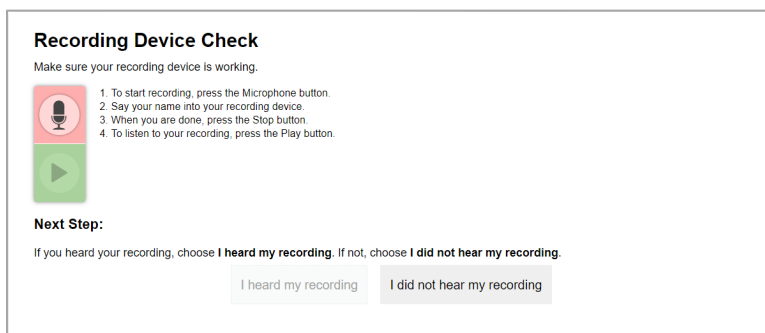 Recording Device Check
Make sure your recording device is working.
1. To start recording, press the Microphone button.
2. Say your name into your recording device.
3. When you are done, press the Stop button.
4. To listen to your recording, press the Play button.
Next Step:
If you heard your recording, choose I heard my recording. If not, choose I did not hear my recording.
I heard my recording
I did not hear my recording